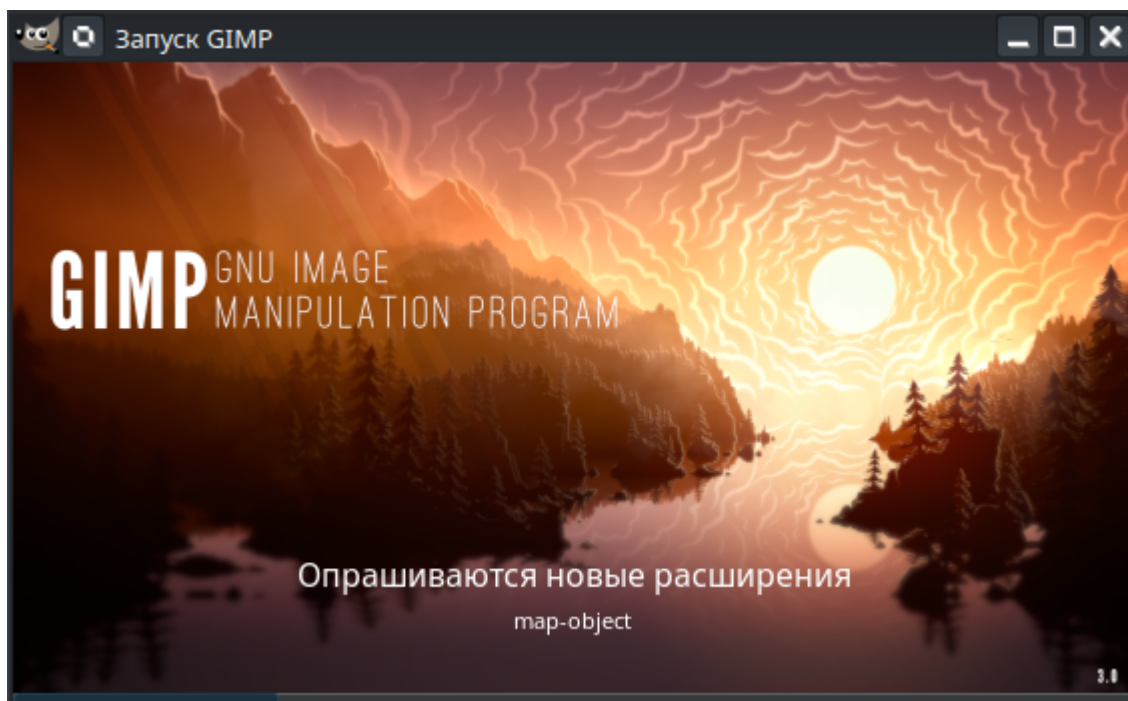 Запуск GIMP
GIMP GNU IMAGE
MANIPULATION PROGRAM
Опрашиваются новые расширения
map-object
3.0